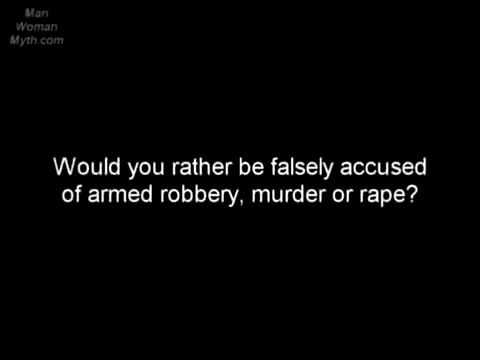 Man
Woman
Myth.com
Would you rather be falsely accused
of armed robbery, murder or rape?